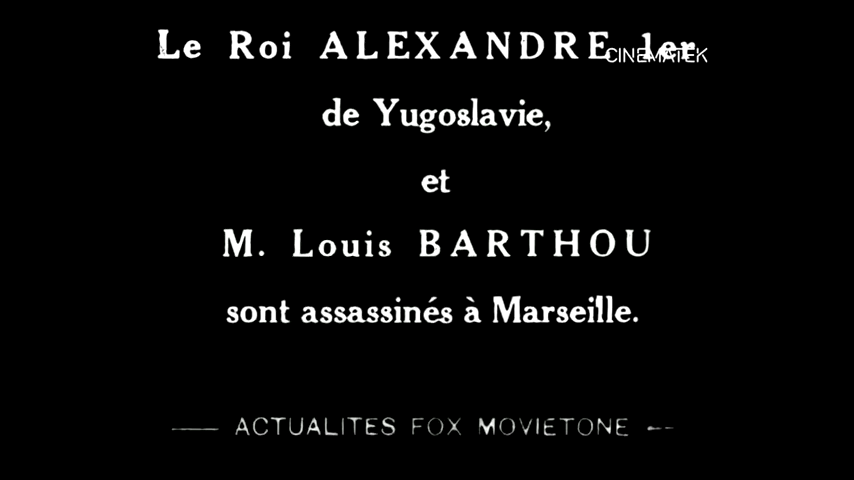 Le Roi ALEXANDRE 1er
CINEMATEK
de Yugoslavie,
et
M. Louis BARTHOU
sont assassinés à Marseille.
— ACTUALITES FOX MOVIETONE —